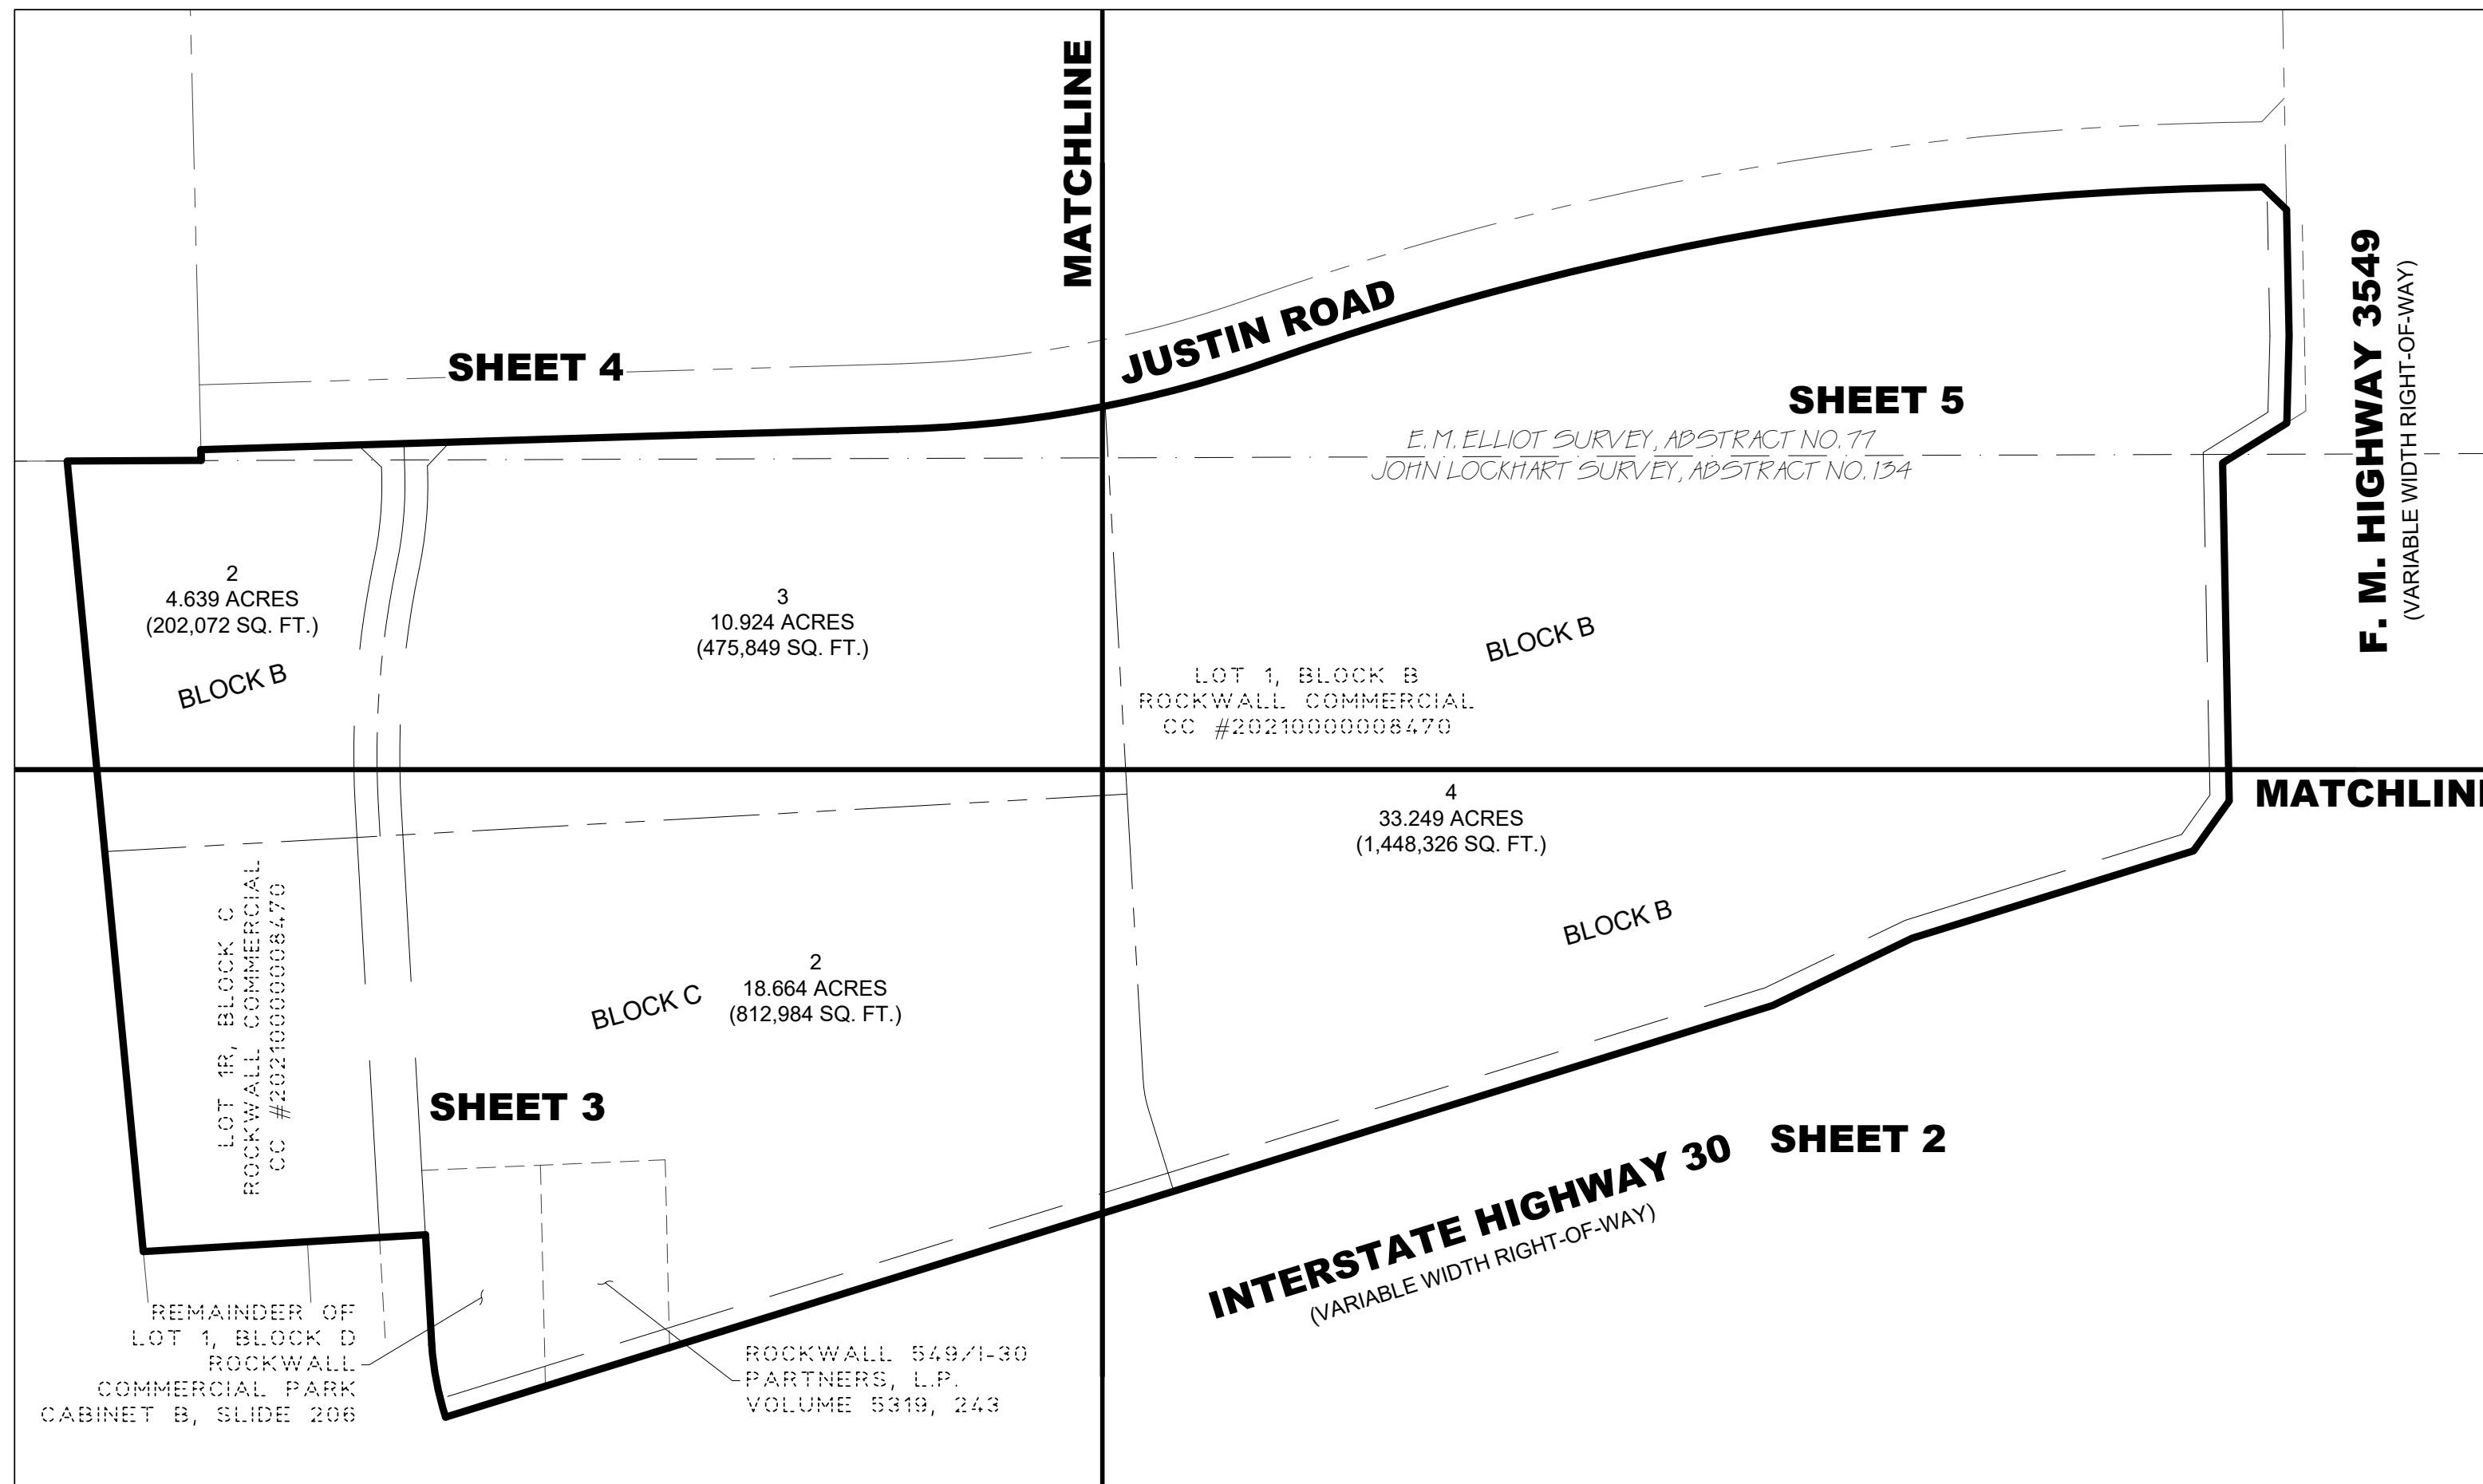 MATCHLINE
JUSTIN ROAD
SHEET 4
SHEET 5
F. M. HIGHWAY 3549
(VARIABLE WIDTH RIGHT-OF-WAY)
E. M. ELLIOT SURVEY, ABSTRACT NO. 77
JOHN LOCKHART SURVEY, ABSTRACT NO. 134
2
4.639 ACRES
(202,072 SQ. FT.)
BLOCK B
3
10.924 ACRES
(475,849 SQ. FT.)
BLOCK B
LOT 1, BLOCK B
ROCKWALL COMMERCIAL
CC #20210000008470
MATCHLINE
4
33.249 ACRES
(1,448,326 SQ. FT.)
BLOCK B
LOT 1R, BLOCK C
ROCKWALL COMMERCIAL
CC #20210000008470
BLOCK C
2
18.664 ACRES
(812,984 SQ. FT.)
SHEET 3
SHEET 2
INTERSTATE HIGHWAY 30
(VARIABLE WIDTH RIGHT-OF-WAY)
REMAINDER OF
LOT 1, BLOCK D
ROCKWALL
COMMERCIAL PARK
CABINET B, SLIDE 206
ROCKWALL 549/I-30
PARTNERS, L.P.
VOLUME 5319, 243